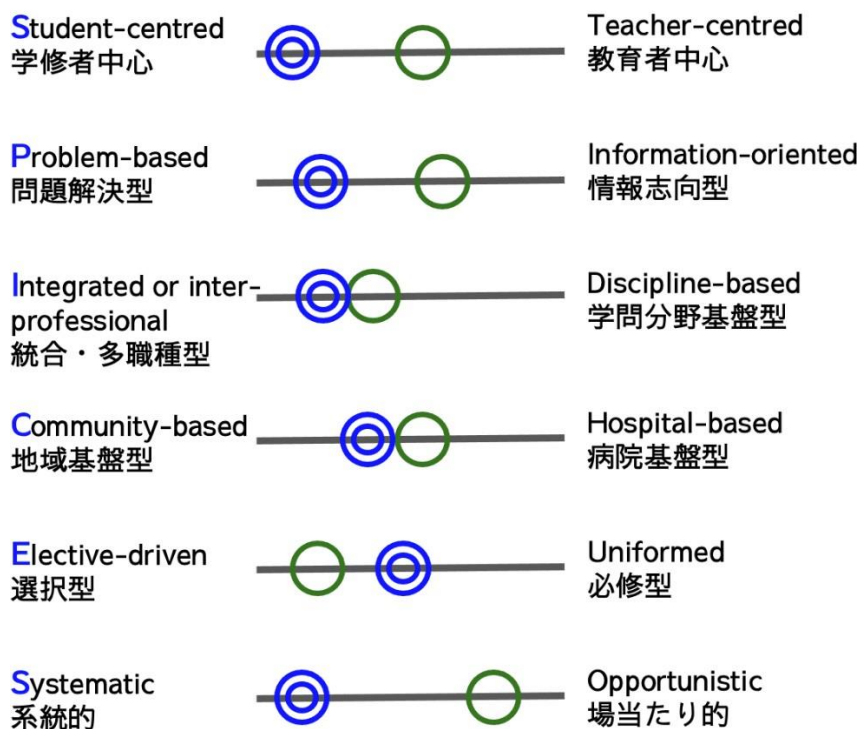 Student-centred
学修者中心
Teacher-centred
教育者中心
Problem-based
問題解決型
Information-oriented
情報志向型
Integrated or inter-
professional
統合・多職種型
Discipline-based
学問分野基盤型
Community-based
地域基盤型
Hospital-based
病院基盤型
Elective-driven
選択型
Uniformed
必修型
Systematic
系統的
Opportunistic
場当たり的